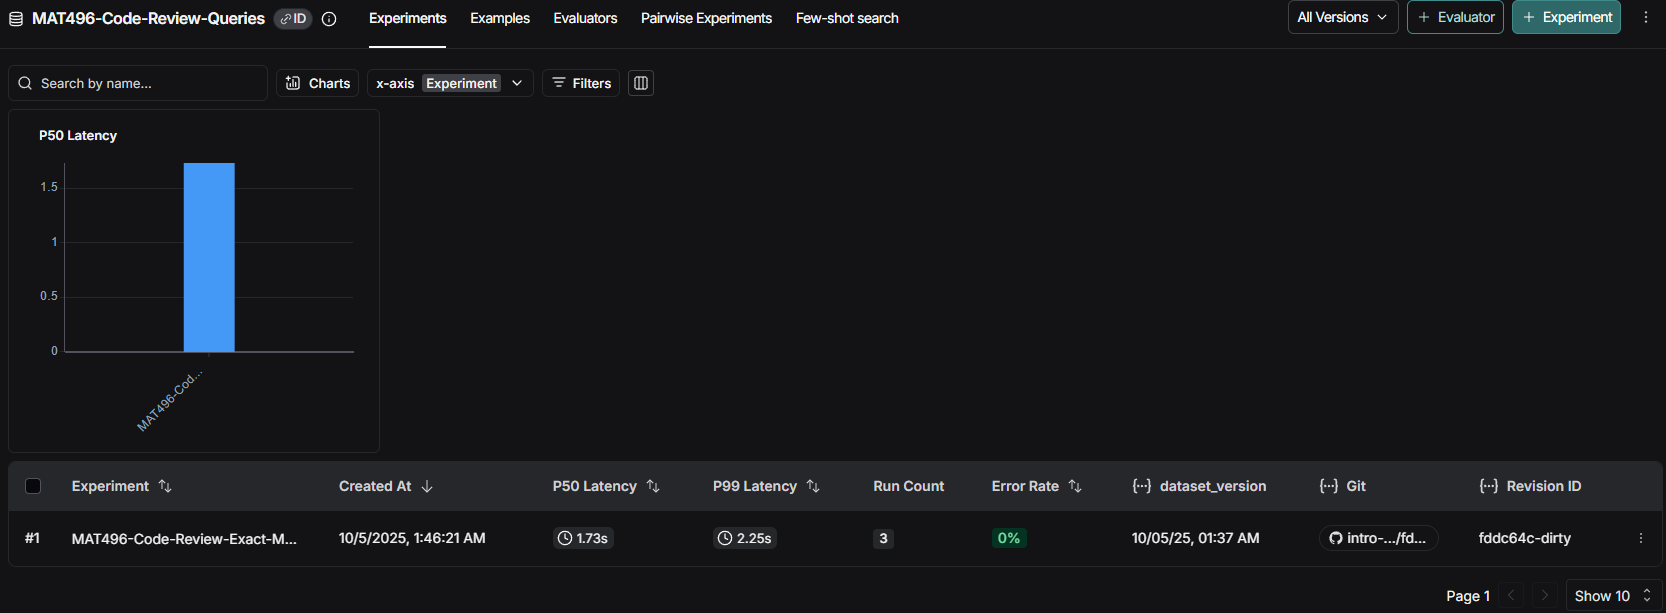 MAT496-Code-Review-Queries ID Experiments Examples Evaluators Pairwise Experiments Few-shot search All Versions + Evaluator + Experiment
Search by name... Charts x-axis Experiment Filters
P50 Latency
1.5
1
0.5
0
MAT496-Cod...
Experiment Created At P50 Latency P99 Latency Run Count Error Rate {···} dataset_version {···} Git {···} Revision ID
#1 MAT496-Code-Review-Exact-M... 10/5/2025, 1:46:21 AM 1.73s 2.25s 3 0% 10/05/25, 01:37 AM intro-.../fd... fddc64c-dirty
Page 1 Show 10